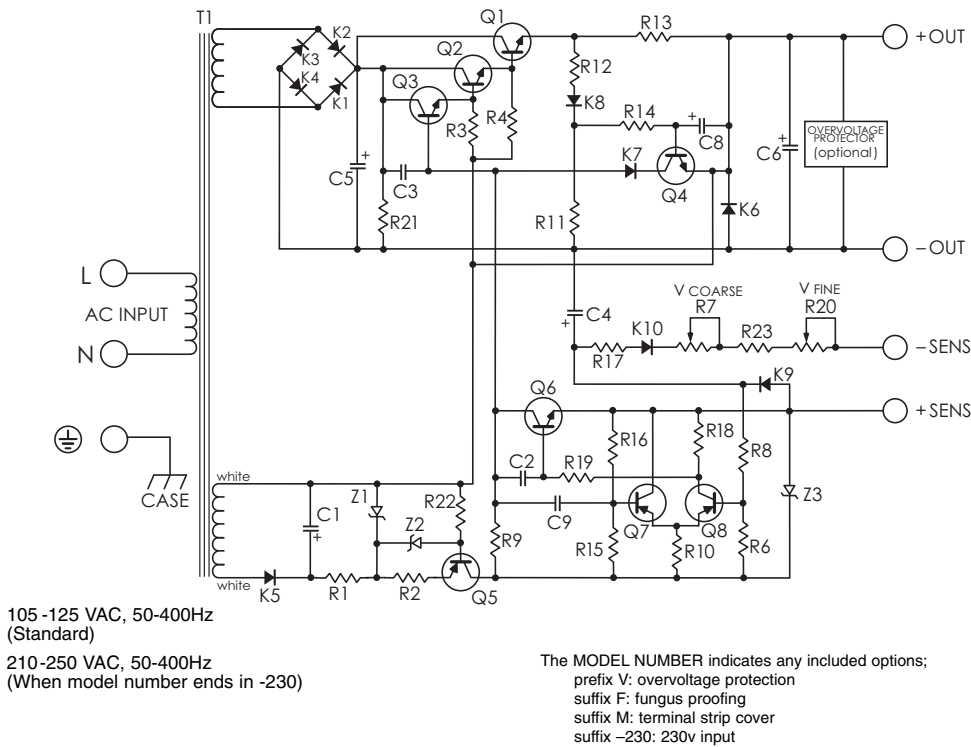 T1
Q1
K2
K3
K4
K1
Q2
Q3
R13
+OUT
R12
K8
R14
+
C8
R3
R4
+
C5
C3
K7
Q4
+
C6
OVERVOLTAGE
PROTECTOR
(optional)
R21
R11
K6
−OUT
L
AC INPUT
N
+
C4
V COARSE
R7
V FINE
R20
K10
R17
R23
−SENS
K9
Q6
+SENS
R16
R18
R8
CASE
white
C1
+
Z1
R22
Z2
C2
R19
C9
Q7
Q8
Z3
R9
R15
R10
R6
white
K5
R1
R2
Q5
105-125 VAC, 50-400Hz
(Standard)
210-250 VAC, 50-400Hz
(When model number ends in -230)
The MODEL NUMBER indicates any included options;
prefix V: overvoltage protection
suffix F: fungus proofing
suffix M: terminal strip cover
suffix –230: 230v input